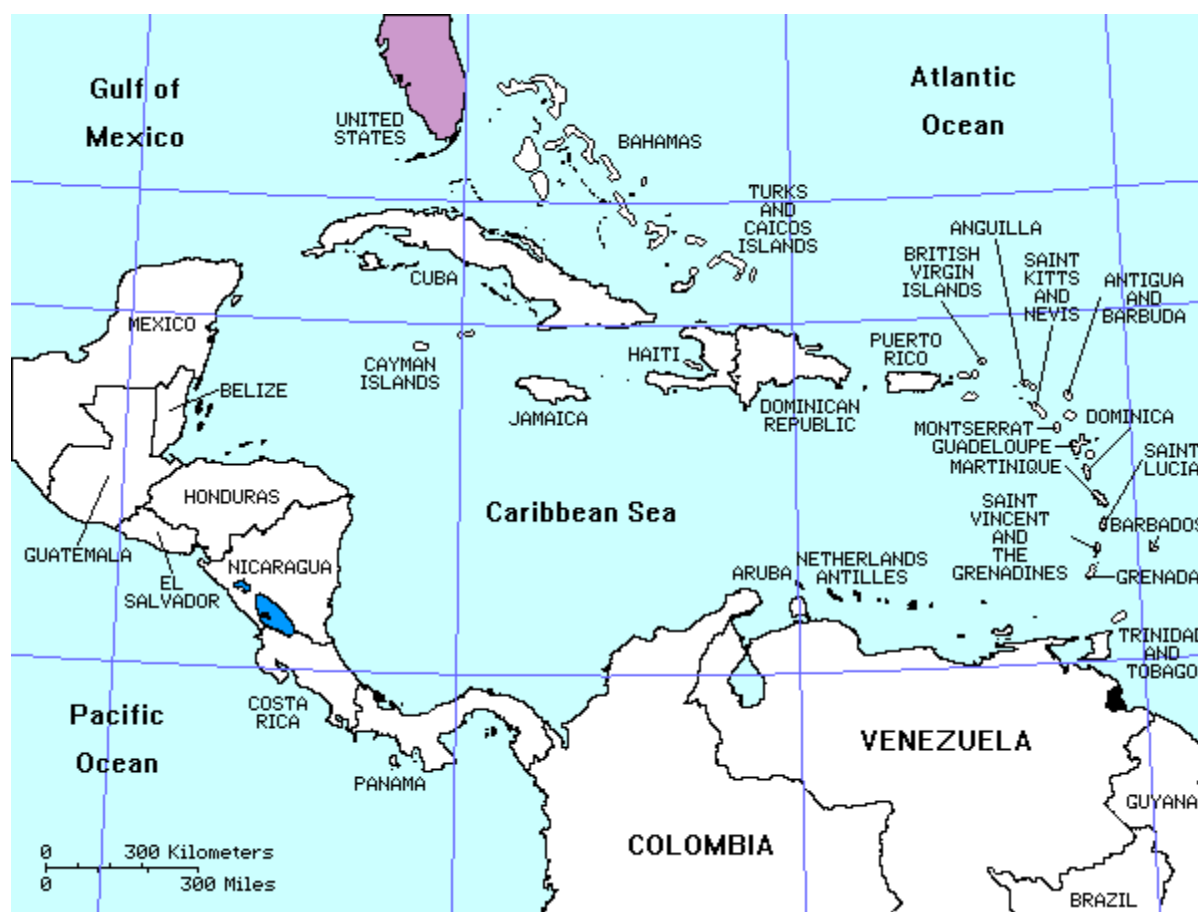 Gulf of
Mexico
UNITED
STATES
BAHAMAS
Atlantic
Ocean
TURKS
AND
CAICOS
ISLANDS
ANGUILLA
BRITISH
VIRGIN
ISLANDS
SAINT
KITTS
AND
NEVIS
ANTIGUA
AND
BARBUDA
CUBA
MEXICO
CAYMAN
ISLANDS
HAITI
PUERTO
RICO
BELIZE
JAMAICA
DOMINICAN
REPUBLIC
DOMINICA
MONTSERRAT
GUADELOUPE
MARTINIQUE
SAINT
LUCIA
HONDURAS
Caribbean Sea
SAINT
VINCENT
AND
THE
GRENADINES
BARBADOS
GUATEMALA
EL
SALVADOR
NICARAGUA
ARUBA
NETHERLANDS
ANTILLES
GRENADA
TRINIDAD
AND
TOBAGO
COSTA
RICA
Pacific
Ocean
PANAMA
VENEZUELA
GUYANA
COLOMBIA
BRAZIL
0 300 Kilometers
0 300 Miles